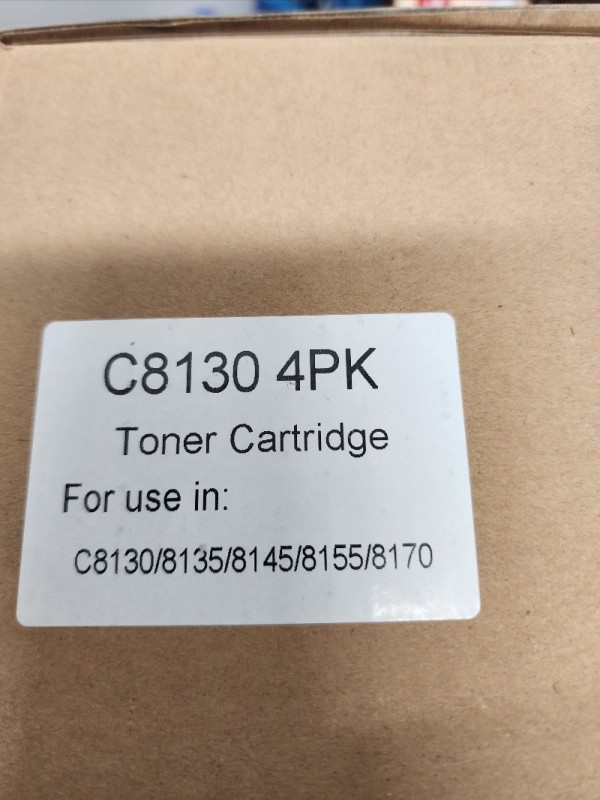 C8130 4PK
Toner Cartridge
For use in:
C8130/8135/8145/8155/8170